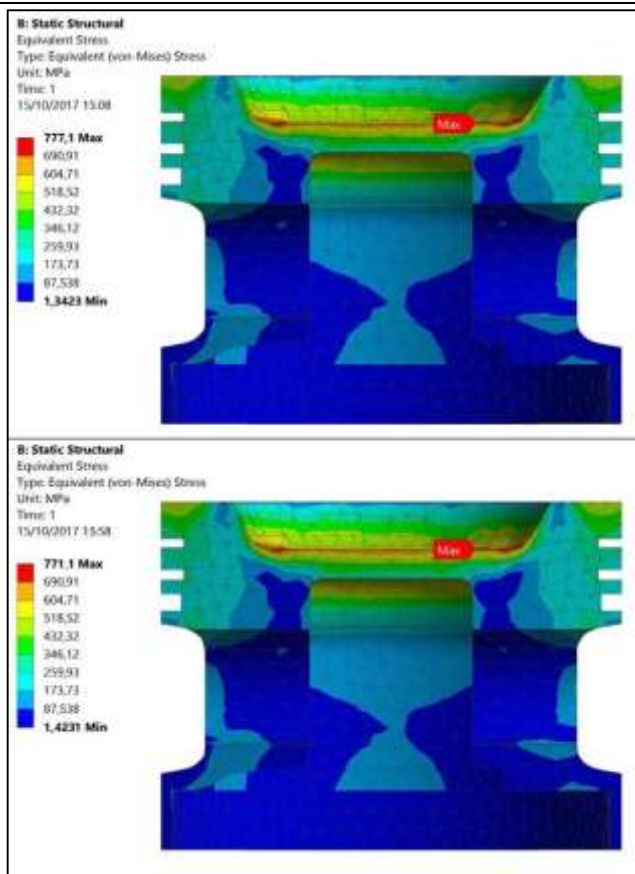 B: Static Structural
Equivalent Stress
Type: Equivalent (von-Mises) Stress
Unit: MPa
Time: 1
15/10/2017 15.08
777,1 Max
690,91
604,71
518,52
432,32
346,12
259,93
173,73
87,538
1,3423 Min
Max
B: Static Structural
Equivalent Stress
Type: Equivalent (von-Mises) Stress
Unit: MPa
Time: 1
15/10/2017 15.58
771.1 Max
690,91
604,71
518,52
432,32
346,12
259,93
173,73
87,538
1,4231 Min
Max